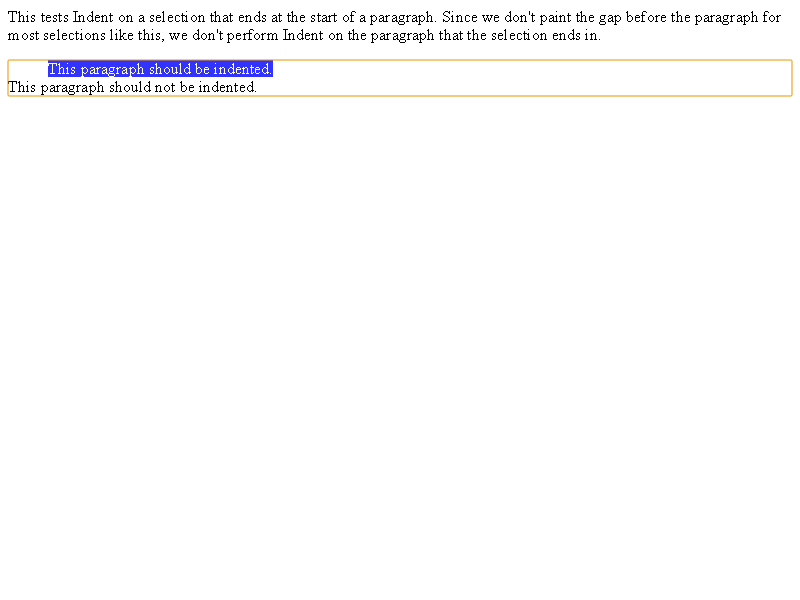 This tests Indent on a selection that ends at the start of a paragraph. Since we don't paint the gap before the paragraph for
most selections like this, we don't perform Indent on the paragraph that the selection ends in.
This paragraph should be indented.
This paragraph should not be indented.